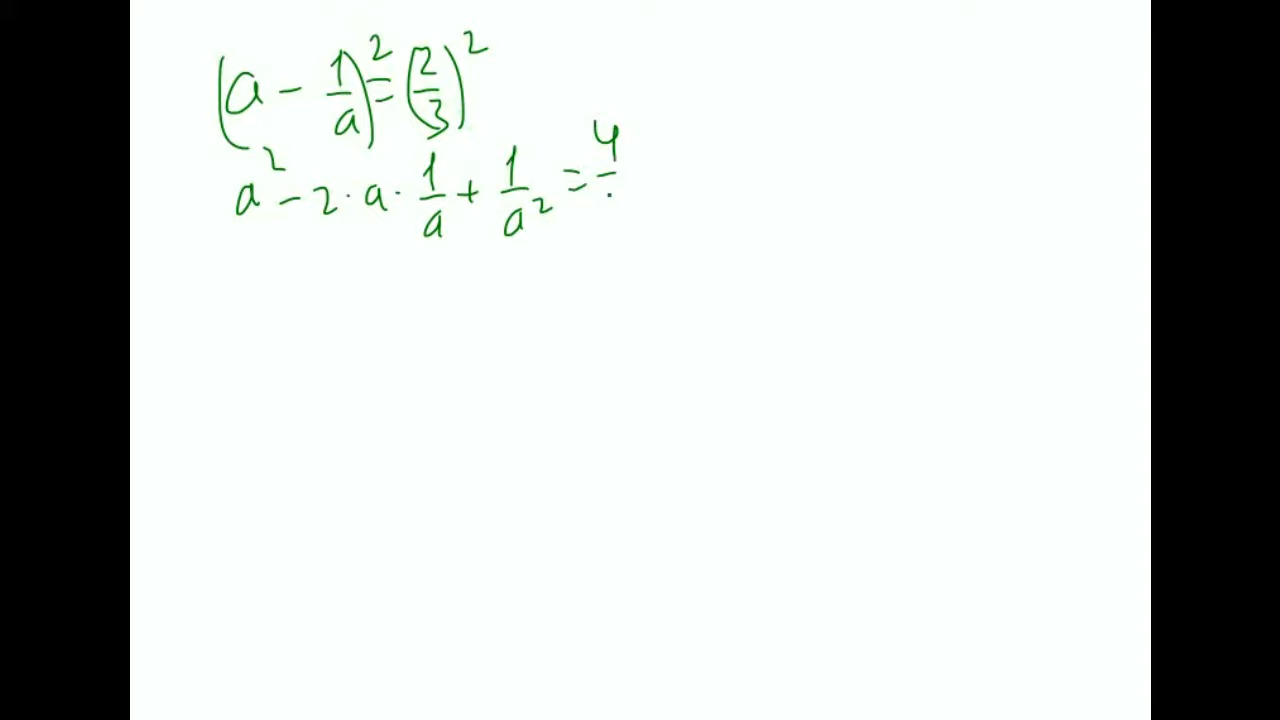 (a - 1/a)² = (2/3)²
a² - 2 · a · 1/a + 1/a² = 4/